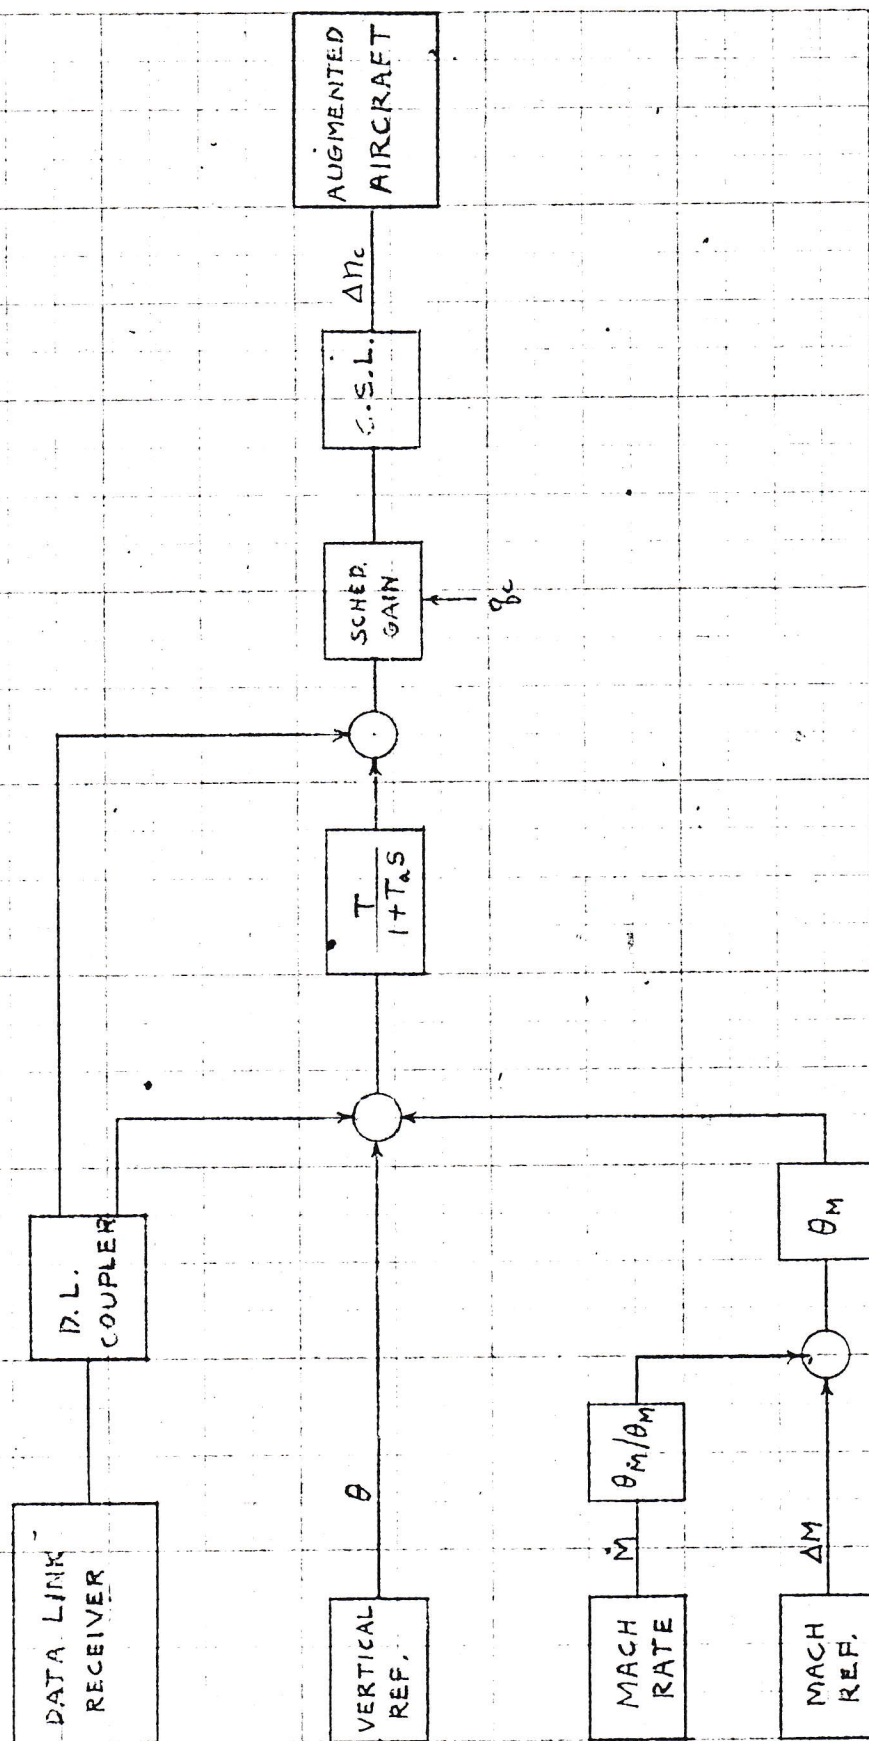 DATA LINK
RECEIVER
D.L.
COUPLER
VERTICAL
REF.
θ
MACH
RATE
Ṁ
θṀ/θM
MACH
REF.
ΔM
θM
T
1+TaS
SCHED.
GAIN
qc
C.S.L.
Δnc
AUGMENTED
AIRCRAFT